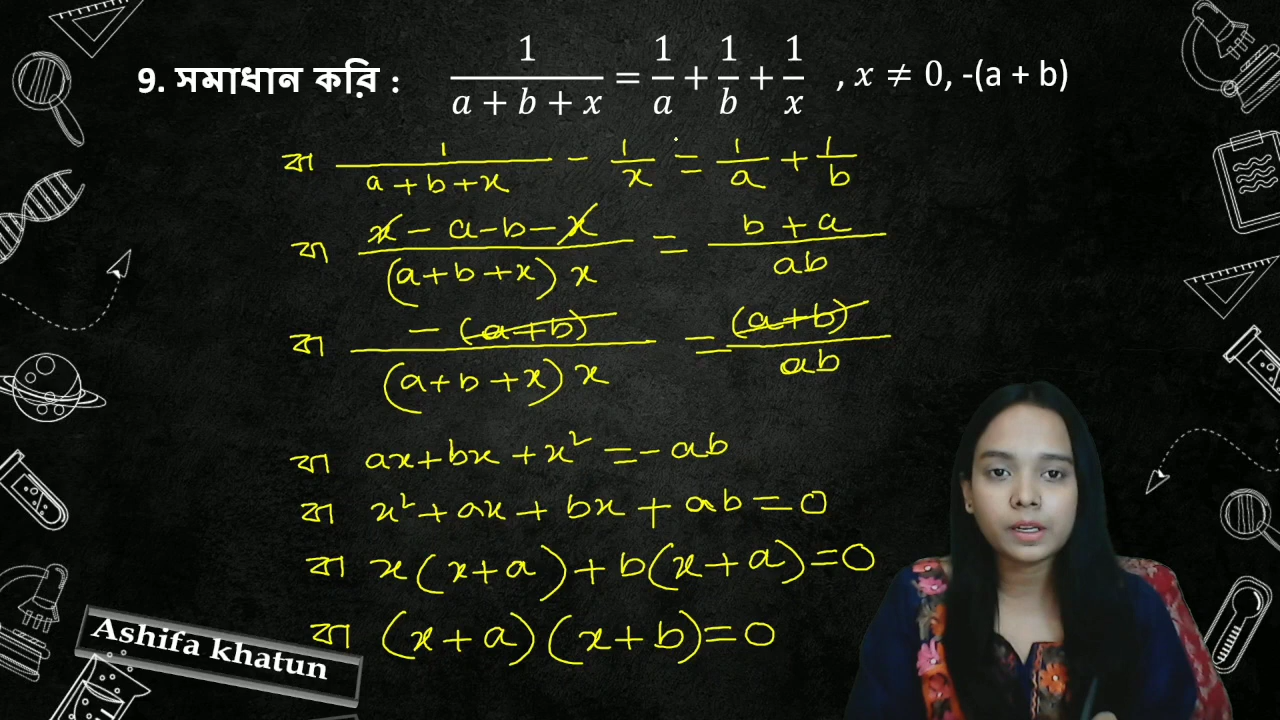 9. সমাধান করি : 1/(a + b + x) = 1/a + 1/b + 1/x , x ≠ 0, -(a + b)
বা 1/(a+b+x) - 1/x = 1/a + 1/b
বা (x - a-b-x)/((a+b+x) x) = (b + a)/(ab)
বা -(a+b)/((a+b+x) x) = (a+b)/(ab)
বা ax+bx+x² = -ab
বা x²+ax+bx+ab=0
বা x(x+a)+b(x+a)=0
বা (x+a)(x+b)=0
Ashifa khatun